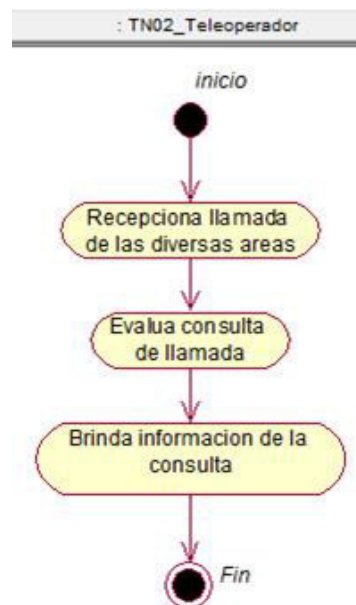 : TN02_Teleoperador
inicio
Recepciona llamada
de las diversas areas
Evalua consulta
de llamada
Brinda informacion de la
consulta
Fin